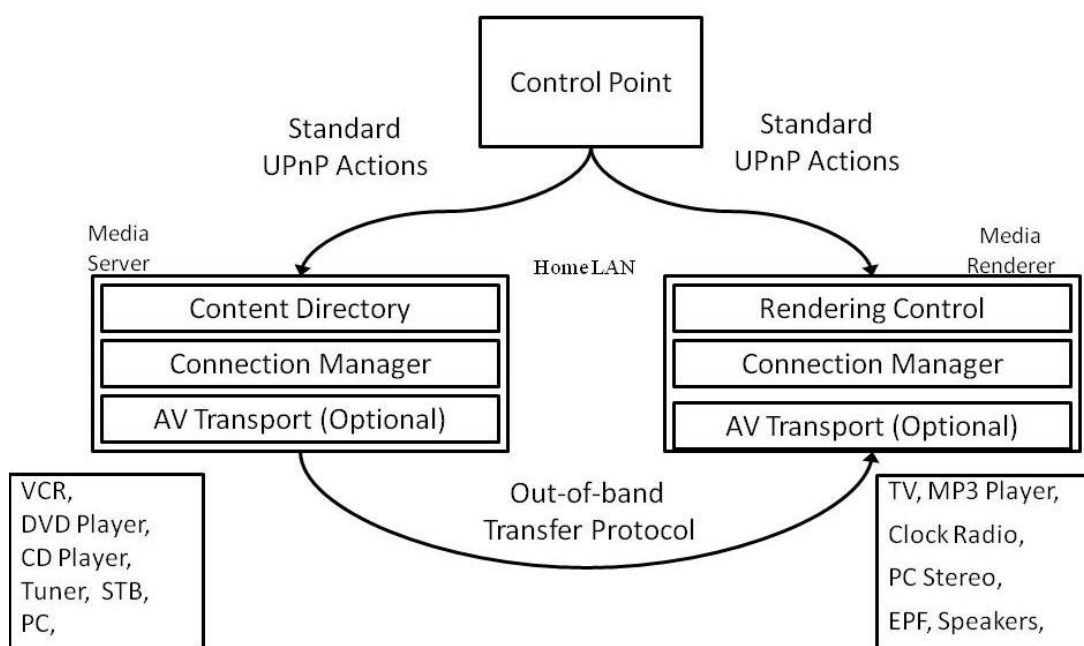 Control Point
Standard
UPnP Actions
Standard
UPnP Actions
Media
Server
Home LAN
Media
Renderer
Content Directory
Connection Manager
AV Transport (Optional)
Rendering Control
Connection Manager
AV Transport (Optional)
Out-of-band
Transfer Protocol
VCR,
DVD Player,
CD Player,
Tuner, STB,
PC,
TV, MP3 Player,
Clock Radio,
PC Stereo,
EPF, Speakers,